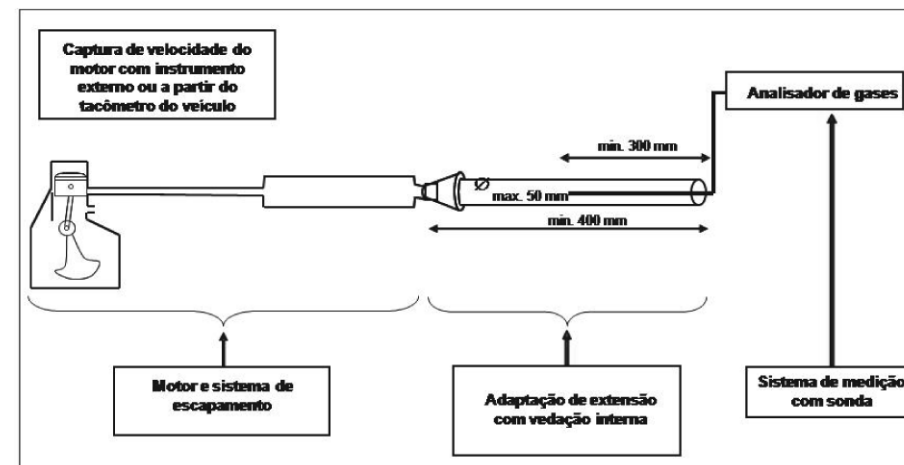 Captura de velocidade do
motor com instrumento
externo ou a partir do
tacômetro do veículo
Analisador de gases
min. 300 mm
Ø
max. 50 mm
min. 400 mm
Motor e sistema de
escapamento
Adaptação de extensão
com vedação interna
Sistema de medição
com sonda